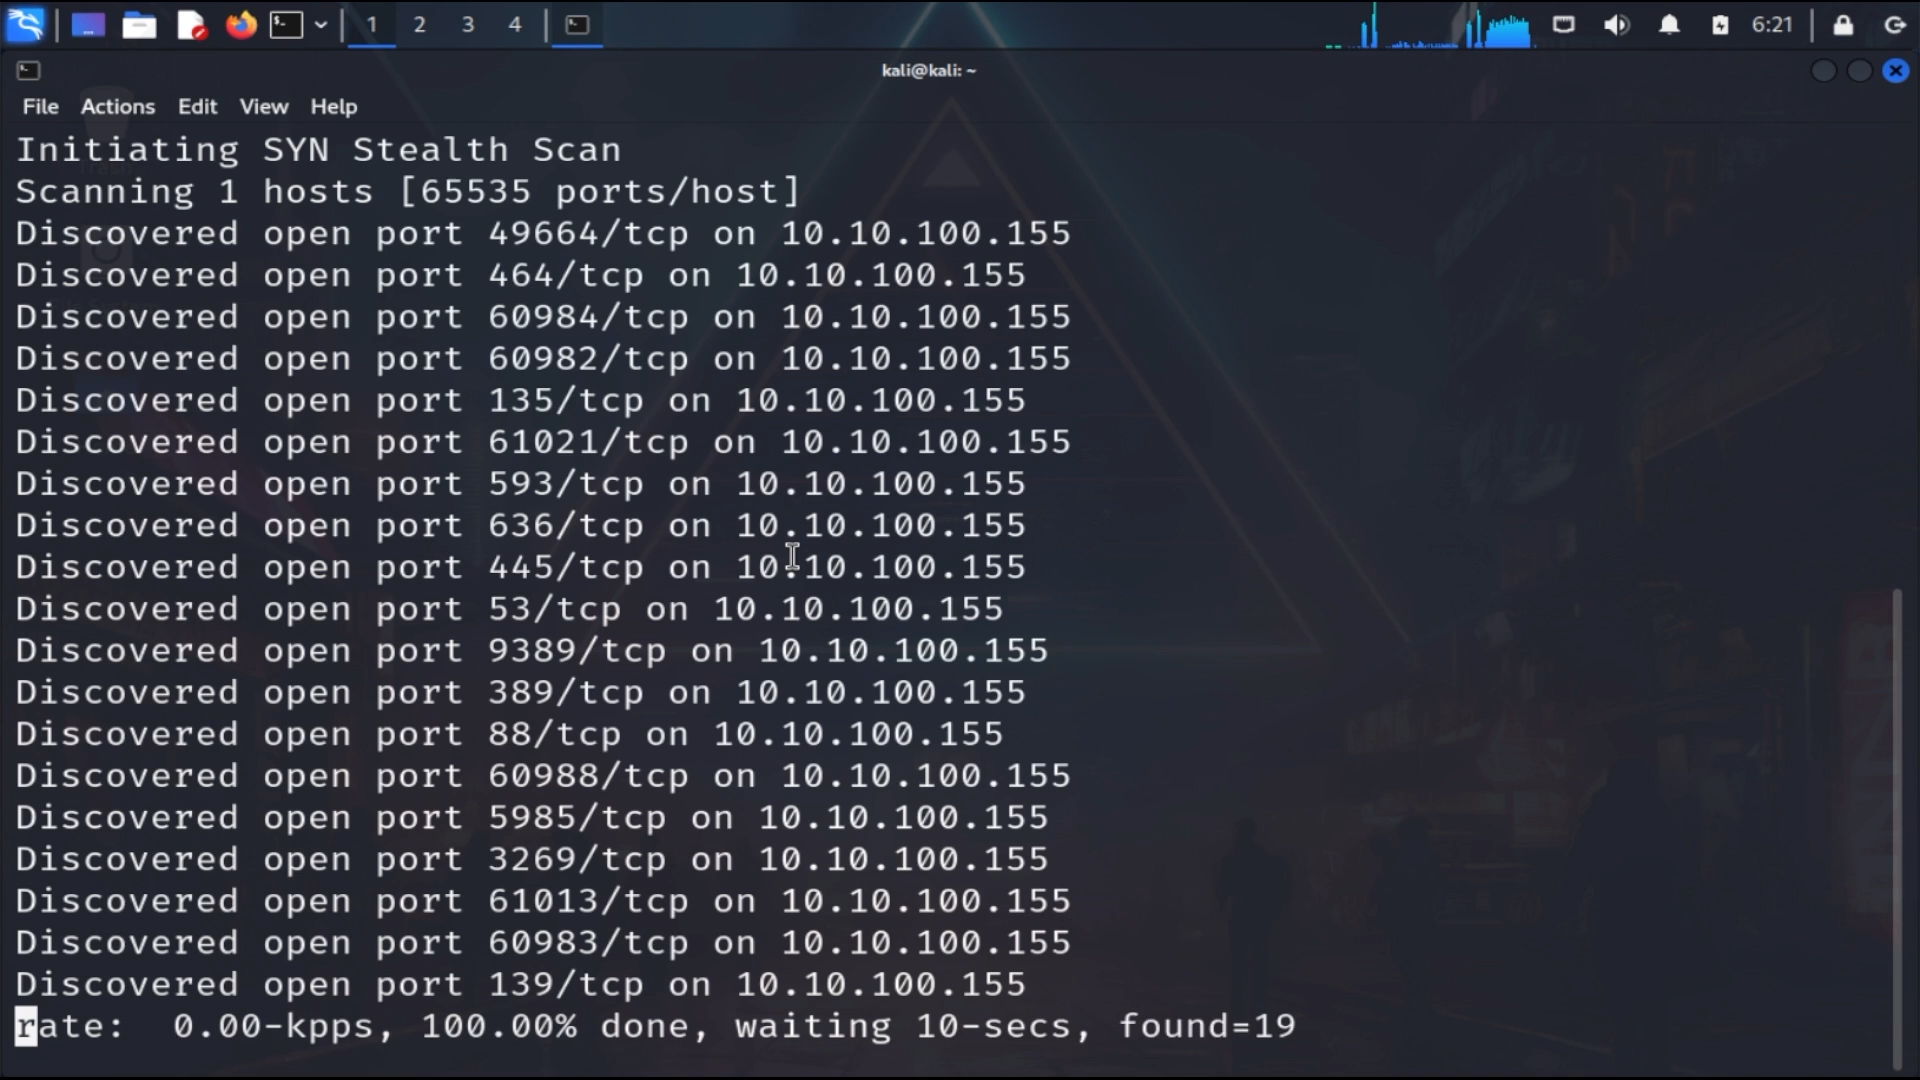 1 2 3 4 6:21
kali@kali: ~
File Actions Edit View Help
Initiating SYN Stealth Scan
Scanning 1 hosts [65535 ports/host]
Discovered open port 49664/tcp on 10.10.100.155
Discovered open port 464/tcp on 10.10.100.155
Discovered open port 60984/tcp on 10.10.100.155
Discovered open port 60982/tcp on 10.10.100.155
Discovered open port 135/tcp on 10.10.100.155
Discovered open port 61021/tcp on 10.10.100.155
Discovered open port 593/tcp on 10.10.100.155
Discovered open port 636/tcp on 10.10.100.155
Discovered open port 445/tcp on 10.10.100.155
Discovered open port 53/tcp on 10.10.100.155
Discovered open port 9389/tcp on 10.10.100.155
Discovered open port 389/tcp on 10.10.100.155
Discovered open port 88/tcp on 10.10.100.155
Discovered open port 60988/tcp on 10.10.100.155
Discovered open port 5985/tcp on 10.10.100.155
Discovered open port 3269/tcp on 10.10.100.155
Discovered open port 61013/tcp on 10.10.100.155
Discovered open port 60983/tcp on 10.10.100.155
Discovered open port 139/tcp on 10.10.100.155
rate:  0.00-kpps, 100.00% done, waiting 10-secs, found=19